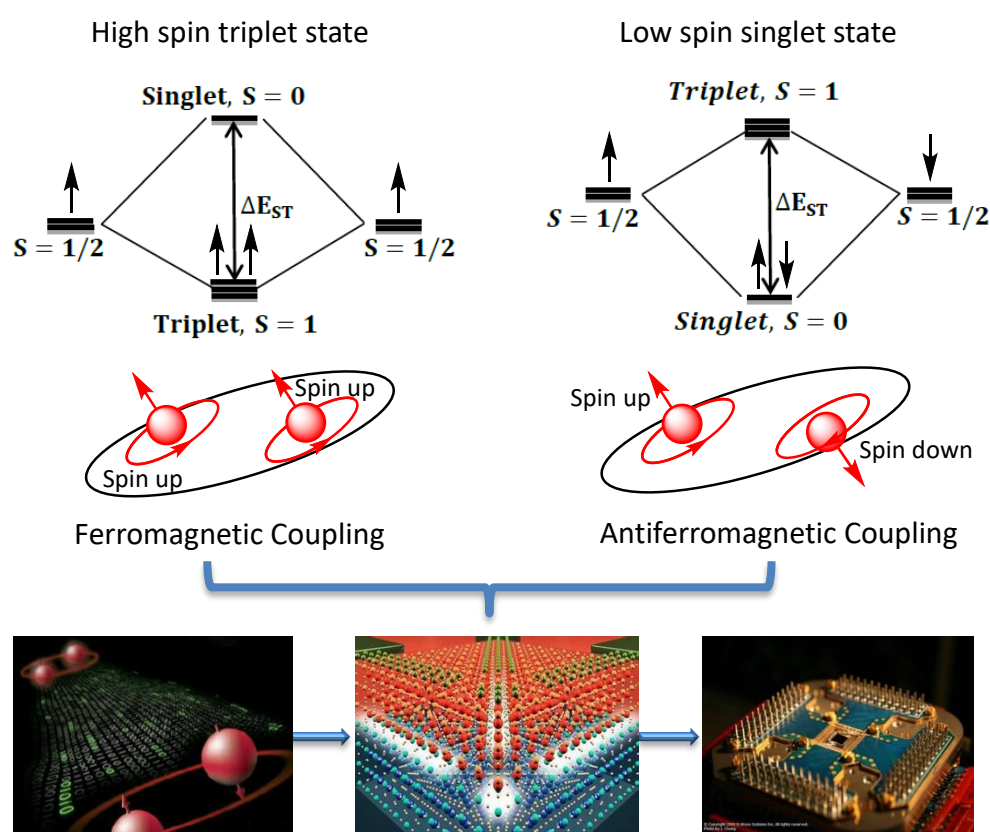 High spin triplet state
Low spin singlet state
Singlet, S = 0
ΔE_ST
S = 1/2
S = 1/2
Triplet, S = 1
Triplet, S = 1
ΔE_ST
S = 1/2
S = 1/2
Singlet, S = 0
Spin up
Spin up
Spin up
Spin down
Ferromagnetic Coupling
Antiferromagnetic Coupling